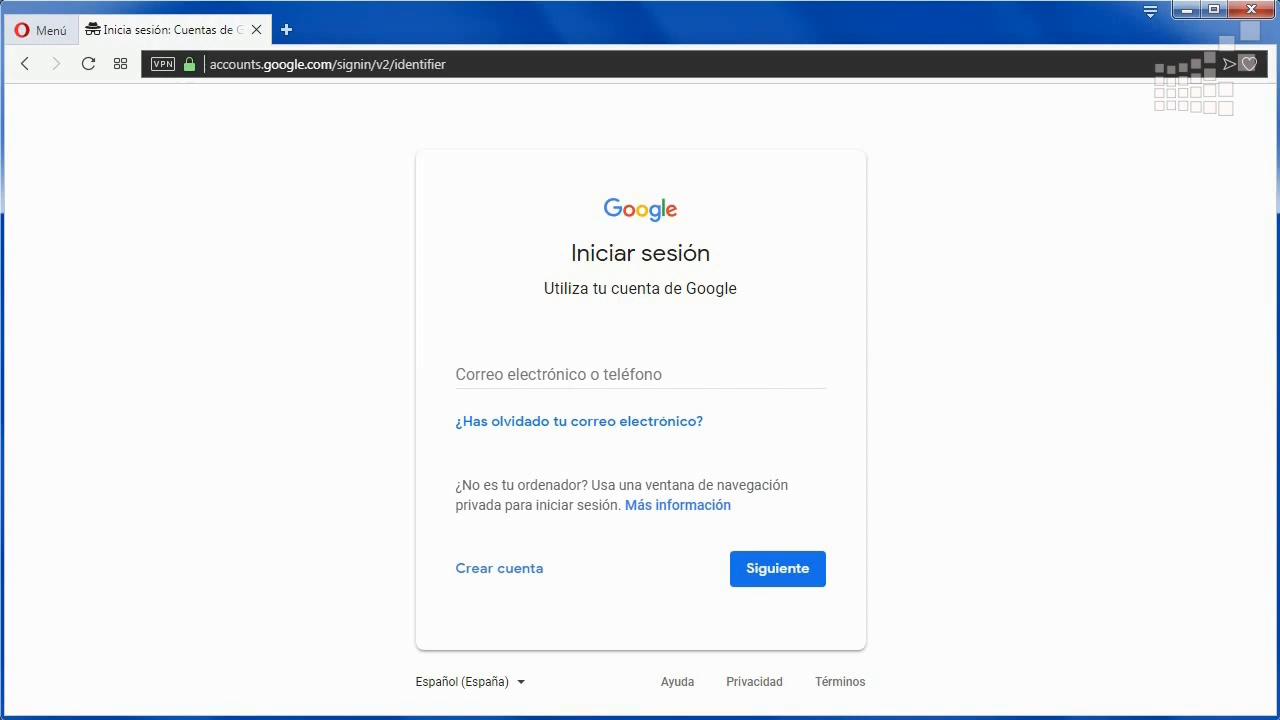 Menú
Inicia sesión: Cuentas de G
VPN
accounts.google.com/signin/v2/identifier
Google
Iniciar sesión
Utiliza tu cuenta de Google
Correo electrónico o teléfono
¿Has olvidado tu correo electrónico?
¿No es tu ordenador? Usa una ventana de navegación
privada para iniciar sesión. Más información
Crear cuenta
Siguiente
Español (España)
Ayuda
Privacidad
Términos